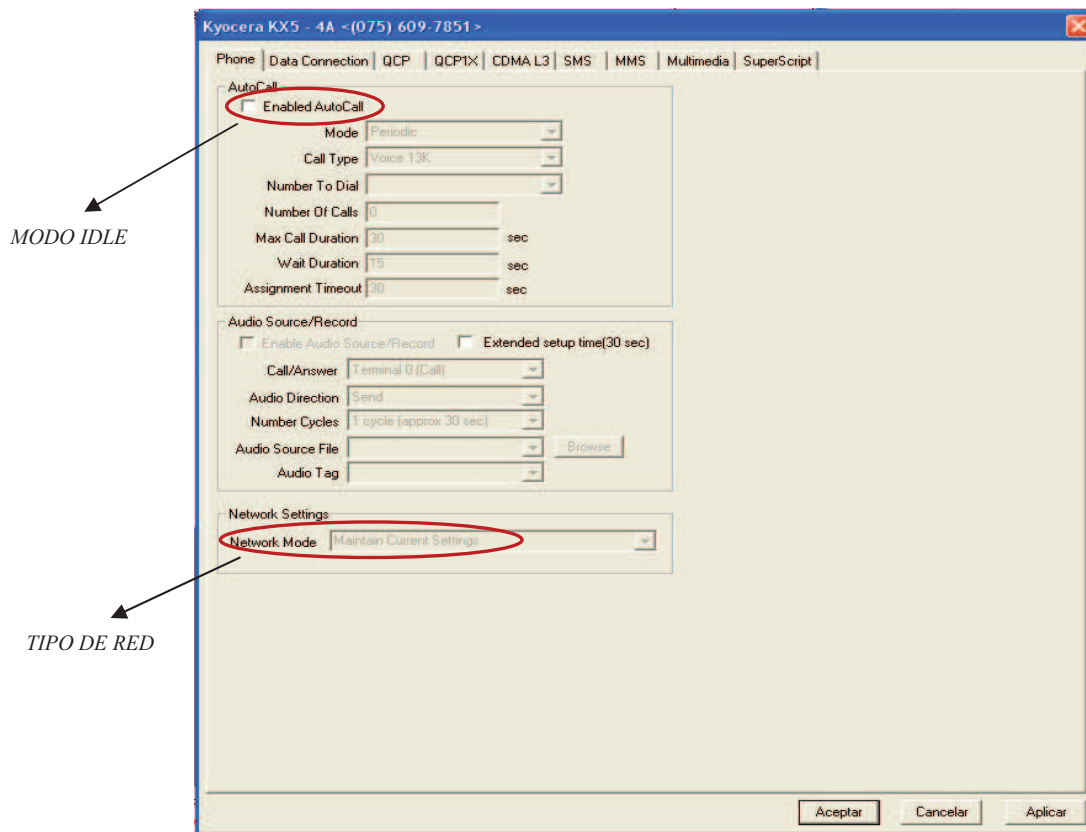 Kyocera KX5 - 4A <(075) 609-7851>
Phone Data Connection QCP QCP1X CDMA L3 SMS MMS Multimedia SuperScript
AutoCall
Enabled AutoCall
Mode Periodic
Call Type Voice 13K
Number To Dial
Number Of Calls 0
Max Call Duration 30 sec
Wait Duration 15 sec
Assignment Timeout 30 sec
MODO IDLE
Audio Source/Record
Enable Audio Source/Record Extended setup time(30 sec)
Call/Answer Terminal 0 (Call)
Audio Direction Send
Number Cycles 1 cycle (approx 30 sec)
Audio Source File Browse
Audio Tag
Network Settings
Network Mode Maintain Current Settings
TIPO DE RED
Aceptar Cancelar Aplicar